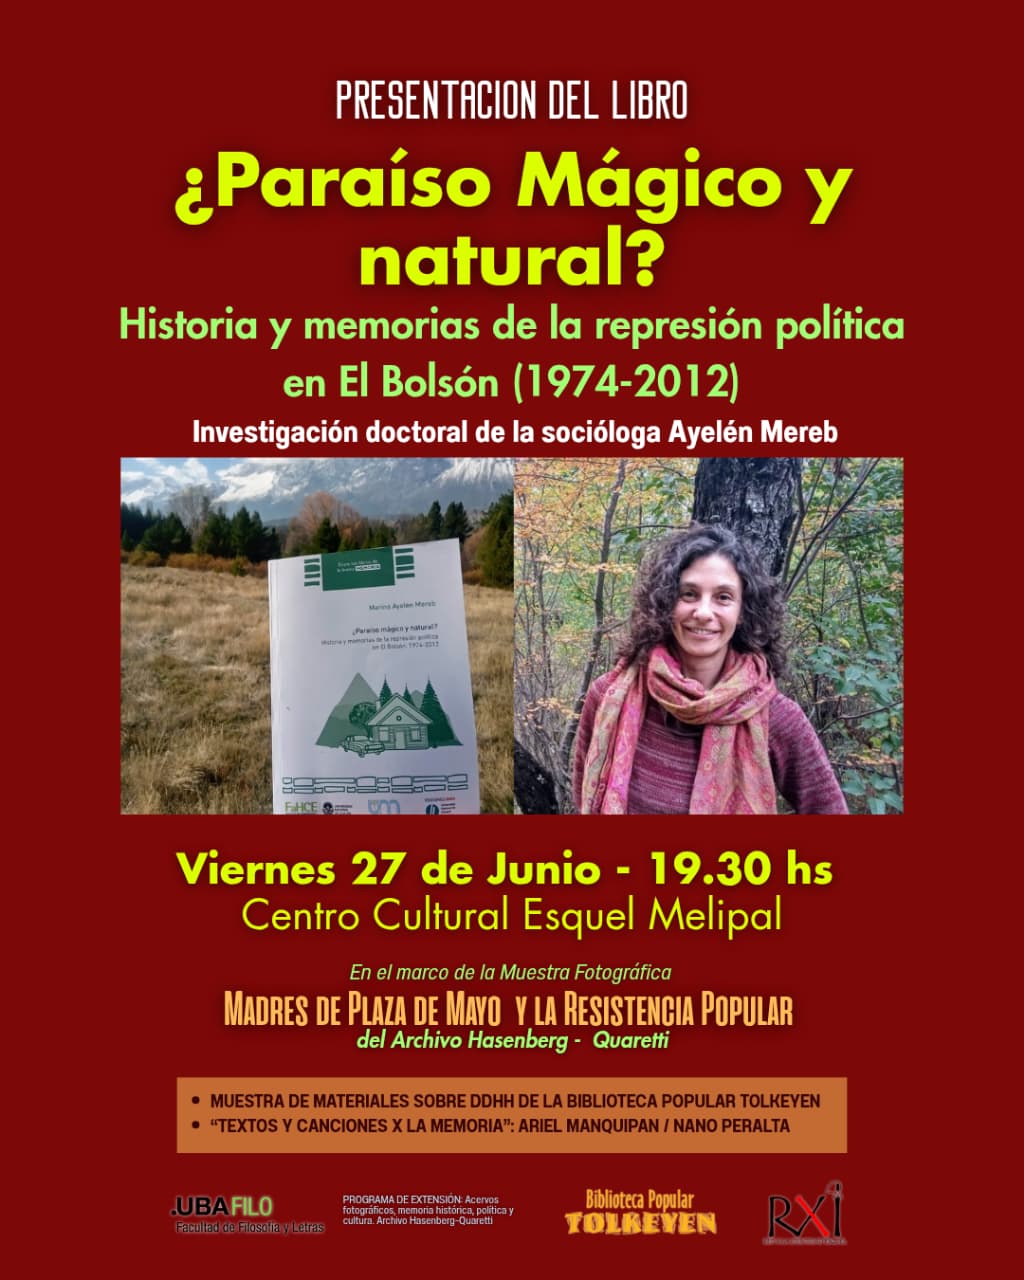 PRESENTACION DEL LIBRO
¿Paraíso Mágico y
natural?
Historia y memorias de la represión política
en El Bolsón (1974-2012)
Investigación doctoral de la socióloga Ayelén Mereb
Marina Ayelén Mereb
¿Paraíso mágico y natural?
Historia y memorias de la represión política
en El Bolsón. 1974-2012
FaHCE
Viernes 27 de Junio - 19.30 hs
Centro Cultural Esquel Melipal
En el marco de la Muestra Fotográfica
MADRES DE PLAZA DE MAYO Y LA RESISTENCIA POPULAR
del Archivo Hasenberg - Quaretti
• MUESTRA DE MATERIALES SOBRE DDHH DE LA BIBLIOTECA POPULAR TOLKEYEN
• “TEXTOS Y CANCIONES X LA MEMORIA”: ARIEL MANQUIPAN / NANO PERALTA
.UBAFILO
Facultad de Filosofía y Letras
PROGRAMA DE EXTENSIÓN: Acervos
fotográficos, memoria histórica, política y
cultura. Archivo Hasenberg-Quaretti
Biblioteca Popular
TOLKEYEN
RXI